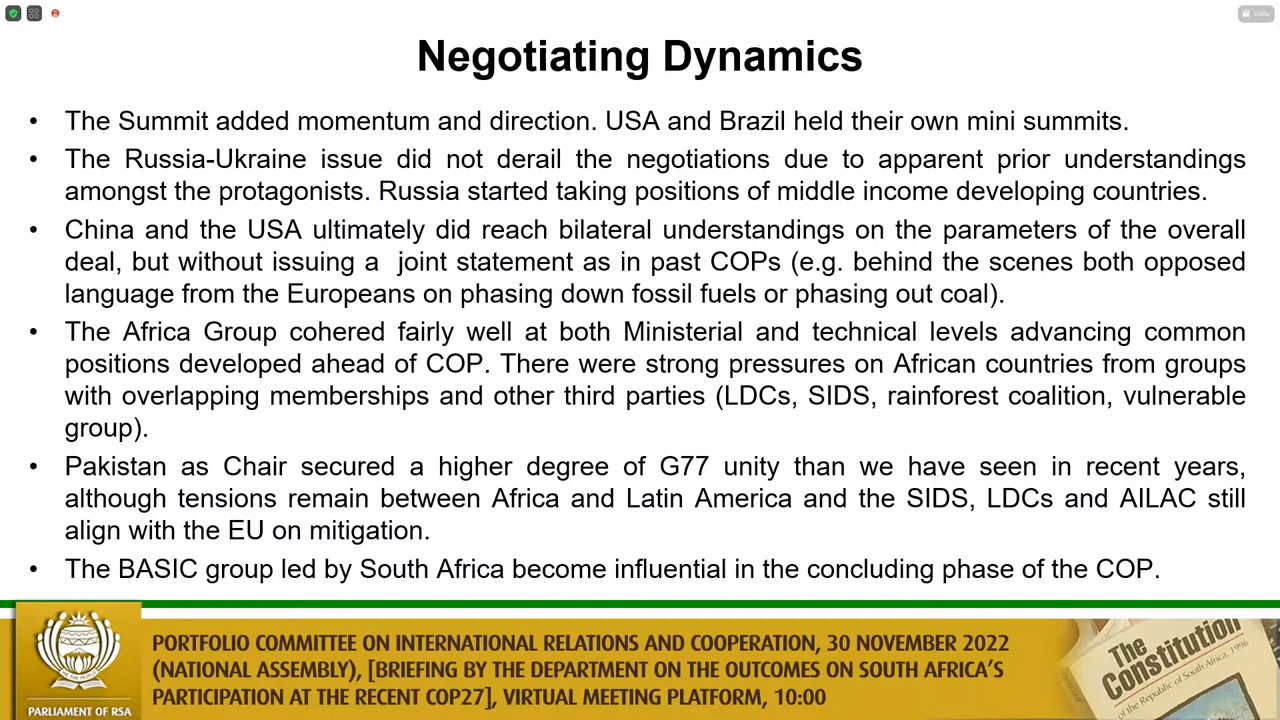 View
Negotiating Dynamics
• The Summit added momentum and direction. USA and Brazil held their own mini summits.
• The Russia-Ukraine issue did not derail the negotiations due to apparent prior understandings
amongst the protagonists. Russia started taking positions of middle income developing countries.
• China and the USA ultimately did reach bilateral understandings on the parameters of the overall
deal, but without issuing a joint statement as in past COPs (e.g. behind the scenes both opposed
language from the Europeans on phasing down fossil fuels or phasing out coal).
• The Africa Group cohered fairly well at both Ministerial and technical levels advancing common
positions developed ahead of COP. There were strong pressures on African countries from groups
with overlapping memberships and other third parties (LDCs, SIDS, rainforest coalition, vulnerable
group).
• Pakistan as Chair secured a higher degree of G77 unity than we have seen in recent years,
although tensions remain between Africa and Latin America and the SIDS, LDCs and AILAC still
align with the EU on mitigation.
• The BASIC group led by South Africa become influential in the concluding phase of the COP.
PORTFOLIO COMMITTEE ON INTERNATIONAL RELATIONS AND COOPERATION, 30 NOVEMBER 2022
(NATIONAL ASSEMBLY), [BRIEFING BY THE DEPARTMENT ON THE OUTCOMES ON SOUTH AFRICA'S
PARTICIPATION AT THE RECENT COP27], VIRTUAL MEETING PLATFORM, 10:00
PARLIAMENT OF RSA
The
Constitution
of the Republic of South Africa, 1996